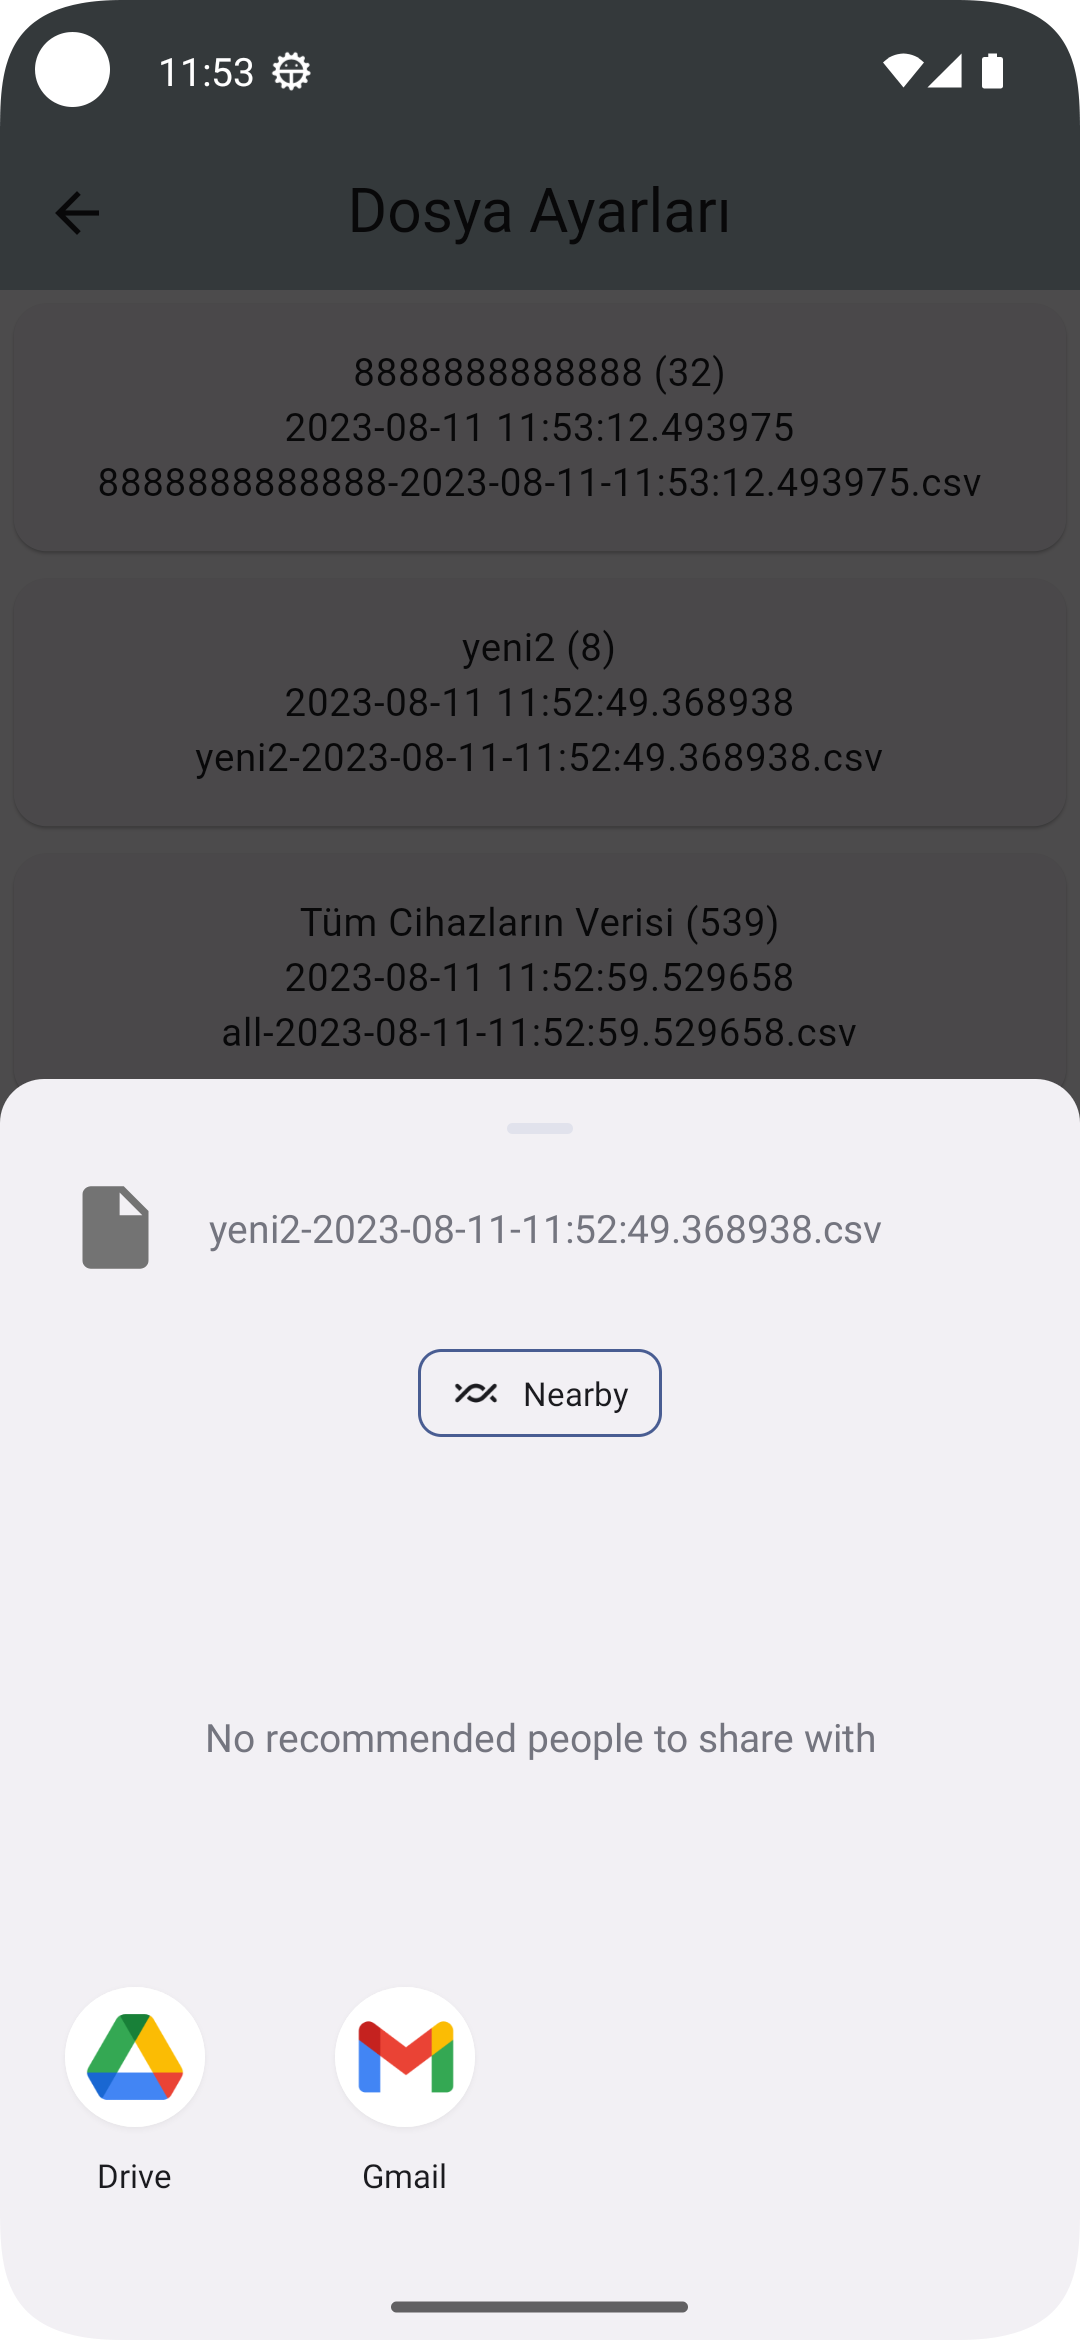 11:53
Dosya Ayarları
8888888888888 (32)
2023-08-11 11:53:12.493975
8888888888888-2023-08-11-11:53:12.493975.csv
yeni2 (8)
2023-08-11 11:52:49.368938
yeni2-2023-08-11-11:52:49.368938.csv
Tüm Cihazların Verisi (539)
2023-08-11 11:52:59.529658
all-2023-08-11-11:52:59.529658.csv
yeni2-2023-08-11-11:52:49.368938.csv
Nearby
No recommended people to share with
Drive
Gmail